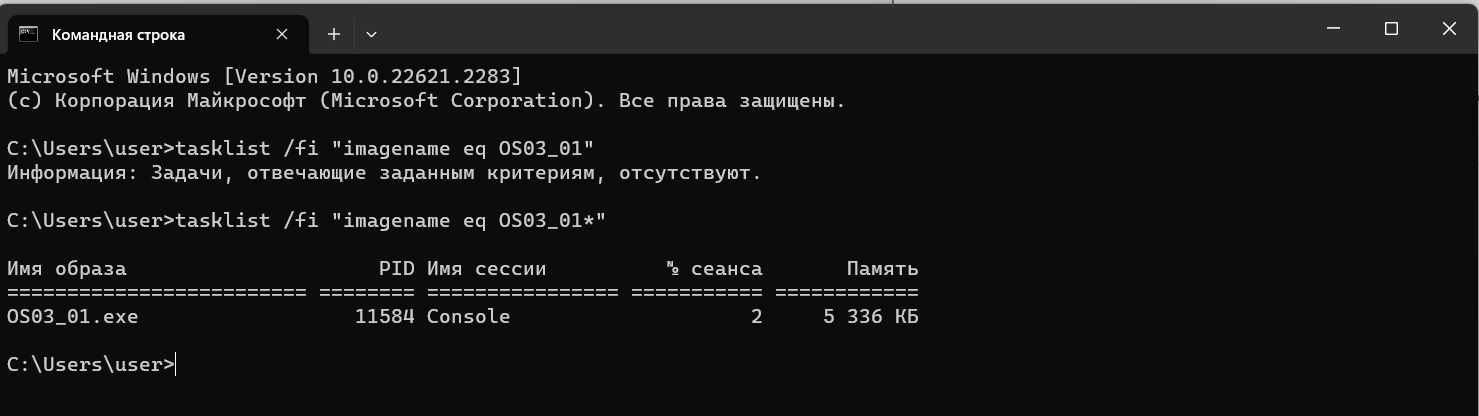 Командная строка
Microsoft Windows [Version 10.0.22621.2283]
(c) Корпорация Майкрософт (Microsoft Corporation). Все права защищены.
C:\Users\user>tasklist /fi "imagename eq OS03_01"
Информация: Задачи, отвечающие заданным критериям, отсутствуют.
C:\Users\user>tasklist /fi "imagename eq OS03_01*"
Имя образа                     PID Имя сессии          № сеанса       Память
========================= ======== ================ =========== ============
OS03_01.exe                  11584 Console                    2     5 336 КБ
C:\Users\user>